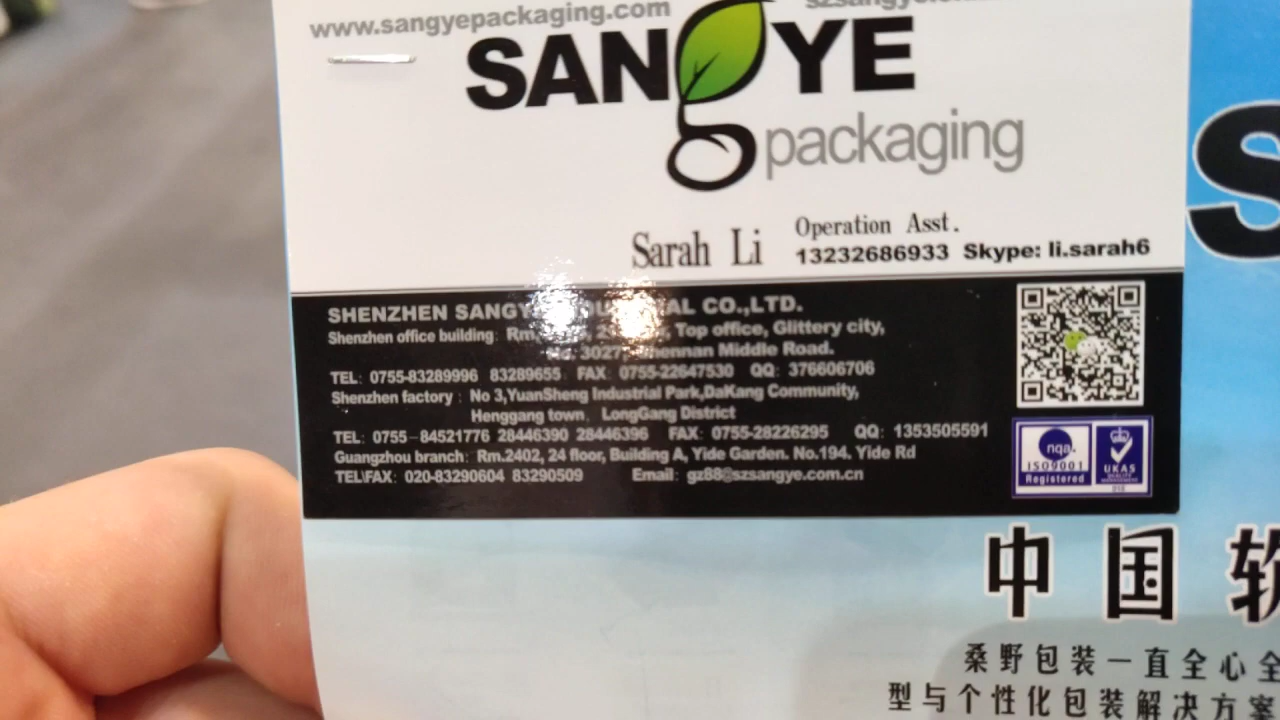 www.sangyepackaging.com
SANGYE
packaging
Sarah Li
Operation Asst.
13232686933 Skype: li.sarah6
SHENZHEN CO.,LTD.
Shenzhen office building: Rm. Top office, Glittery city,
Middle Road.
TEL: 0755-83289996 83289655 FAX: 0755-22647530 QQ: 376606706
Shenzhen factory : No 3,YuanSheng Industrial Park,DaKang Community,
Henggang town, LongGang District
TEL: 0755-84521776 28446390 28446396 FAX: 0755-28226295 QQ: 1353505591
Guangzhou branch: Rm.2402, 24 floor, Building A, Yide Garden. No.194. Yide Rd
TEL\FAX: 020-83290604 83290509 Email: gz88@szsangye.com.cn
nqa.
ISO9001
Registered
UKAS
S
中国软
桑野包装一直全心全
型与个性化包装解决方案